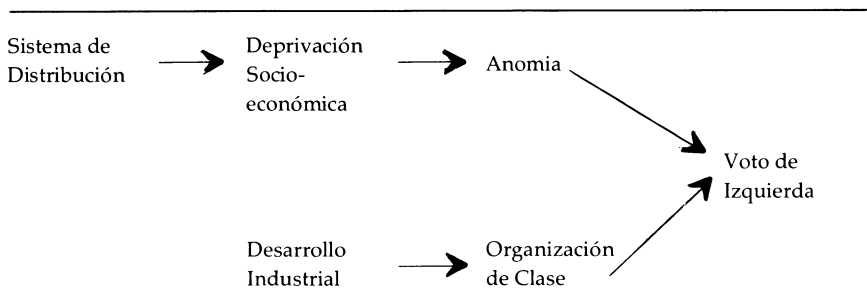 Sistema de
Distribución
Deprivación
Socio-
económica
Anomia
Voto de
Izquierda
Desarrollo
Industrial
Organización
de Clase